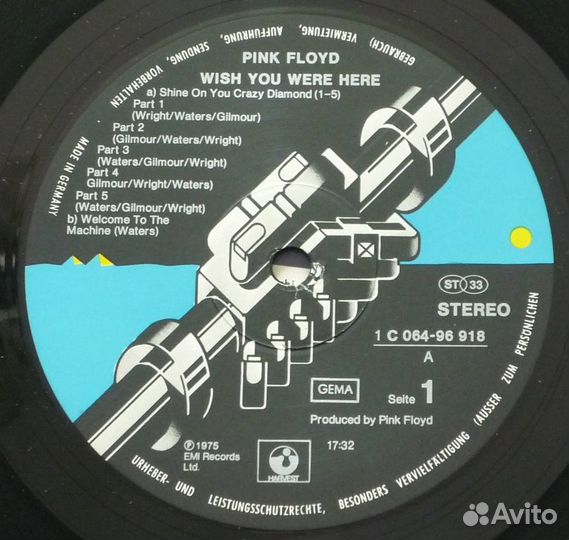 PINK FLOYD
WISH YOU WERE HERE
a) Shine On You Crazy Diamond (1-5)
Part 1
(Wright/Waters/Gilmour)
Part 2
(Gilmour/Waters/Wright)
Part 3
(Waters/Gilmour/Wright)
Part 4
Gilmour/Wright/Waters)
Part 5
(Waters/Gilmour/Wright)
b) Welcome To The
Machine (Waters)
MADE IN GERMANY
ST 33
STEREO
1 C 064-96 918
A
GEMA
Seite 1
Produced by Pink Floyd
℗ 1975
EMI Records
Ltd.
HARVEST
17:32
URHEBER- UND LEISTUNGSSCHUTZRECHTE, BESONDERS VERVIELFÄLTIGUNG (AUSSER ZUM PERSÖNLICHEN
GEBRAUCH) VERMIETUNG, AUFFÜHRUNG, SENDUNG, VORBEHALTEN
Avito